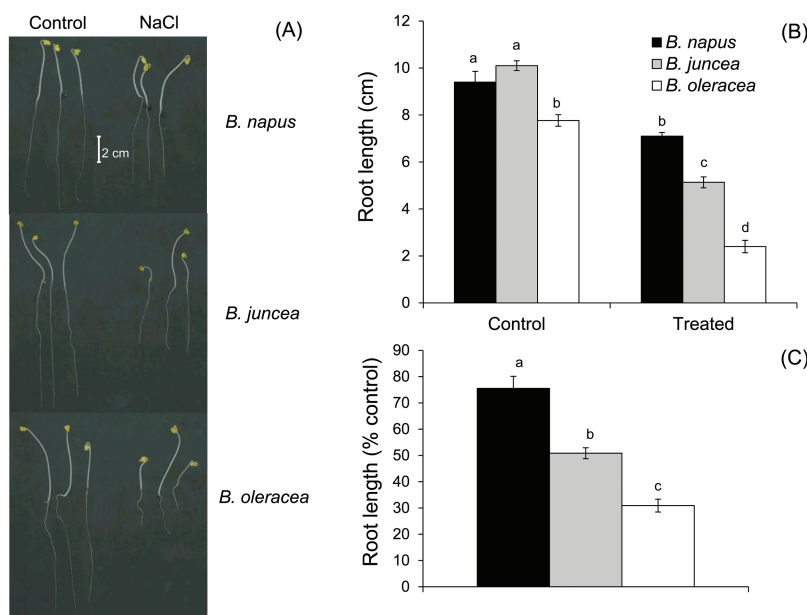 Control NaCl
(A)
B. napus
2 cm
B. juncea
B. oleracea
(B)
Root length (cm)
12
10
8
6
4
2
0
B. napus
B. juncea
B. oleracea
a
a
b
b
c
d
Control
Treated
(C)
Root length (% control)
90
80
70
60
50
40
30
20
10
0
a
b
c